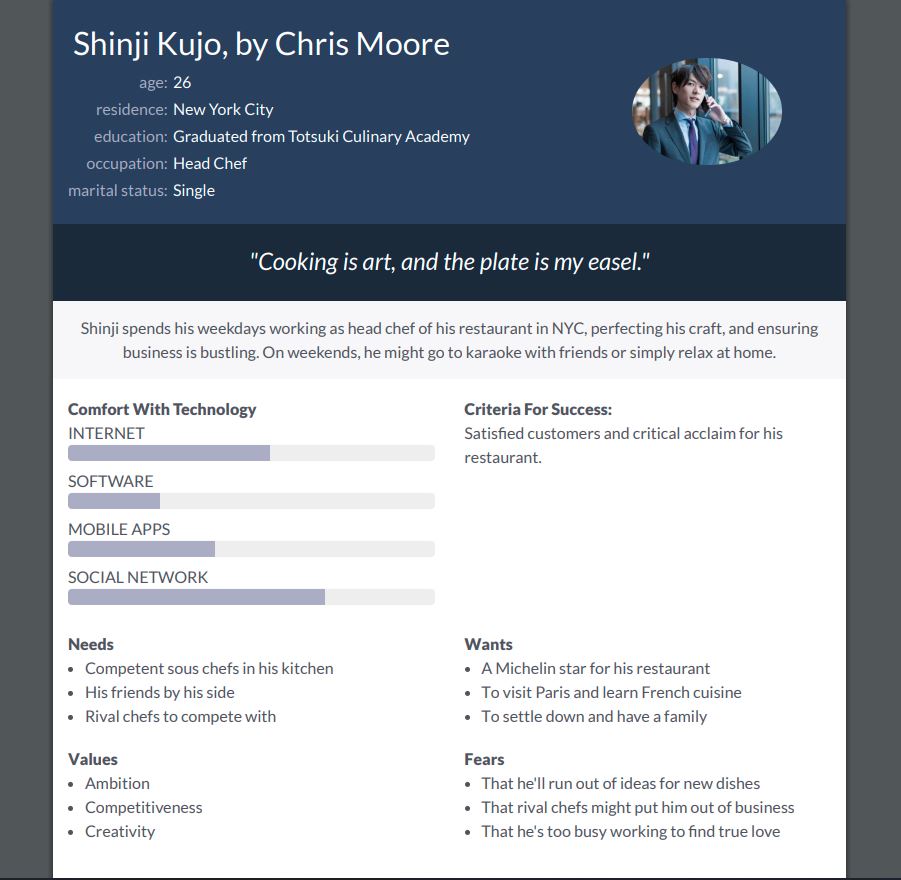 Shinji Kujo, by Chris Moore
age: 26
residence: New York City
education: Graduated from Totsuki Culinary Academy
occupation: Head Chef
marital status: Single
"Cooking is art, and the plate is my easel."
Shinji spends his weekdays working as head chef of his restaurant in NYC, perfecting his craft, and ensuring
business is bustling. On weekends, he might go to karaoke with friends or simply relax at home.
Comfort With Technology
INTERNET
SOFTWARE
MOBILE APPS
SOCIAL NETWORK
Criteria For Success:
Satisfied customers and critical acclaim for his
restaurant.
Needs
• Competent sous chefs in his kitchen
• His friends by his side
• Rival chefs to compete with
Wants
• A Michelin star for his restaurant
• To visit Paris and learn French cuisine
• To settle down and have a family
Values
• Ambition
• Competitiveness
• Creativity
Fears
• That he'll run out of ideas for new dishes
• That rival chefs might put him out of business
• That he's too busy working to find true love